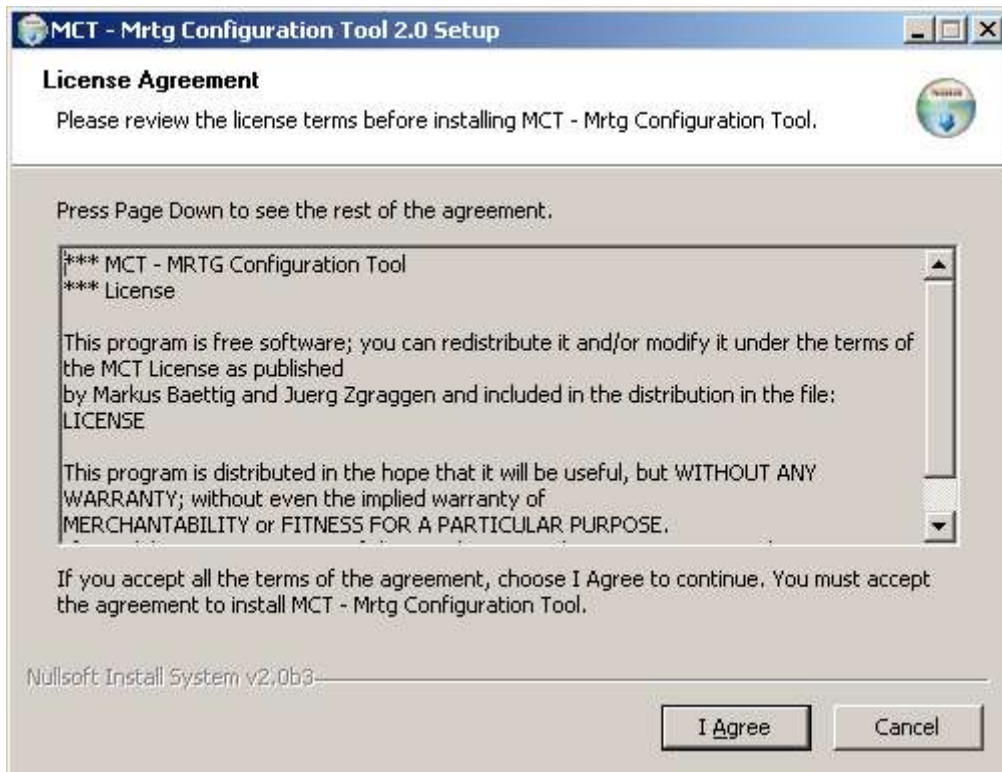 MCT - Mrtg Configuration Tool 2.0 Setup
License Agreement
Please review the license terms before installing MCT - Mrtg Configuration Tool.
Press Page Down to see the rest of the agreement.
*** MCT - MRTG Configuration Tool
*** License
This program is free software; you can redistribute it and/or modify it under the terms of
the MCT License as published
by Markus Baettig and Juerg Zgraggen and included in the distribution in the file:
LICENSE
This program is distributed in the hope that it will be useful, but WITHOUT ANY
WARRANTY; without even the implied warranty of
MERCHANTABILITY or FITNESS FOR A PARTICULAR PURPOSE.
If you accept all the terms of the agreement, choose I Agree to continue. You must accept
the agreement to install MCT - Mrtg Configuration Tool.
Nullsoft Install System v2.0b3
I Agree
Cancel